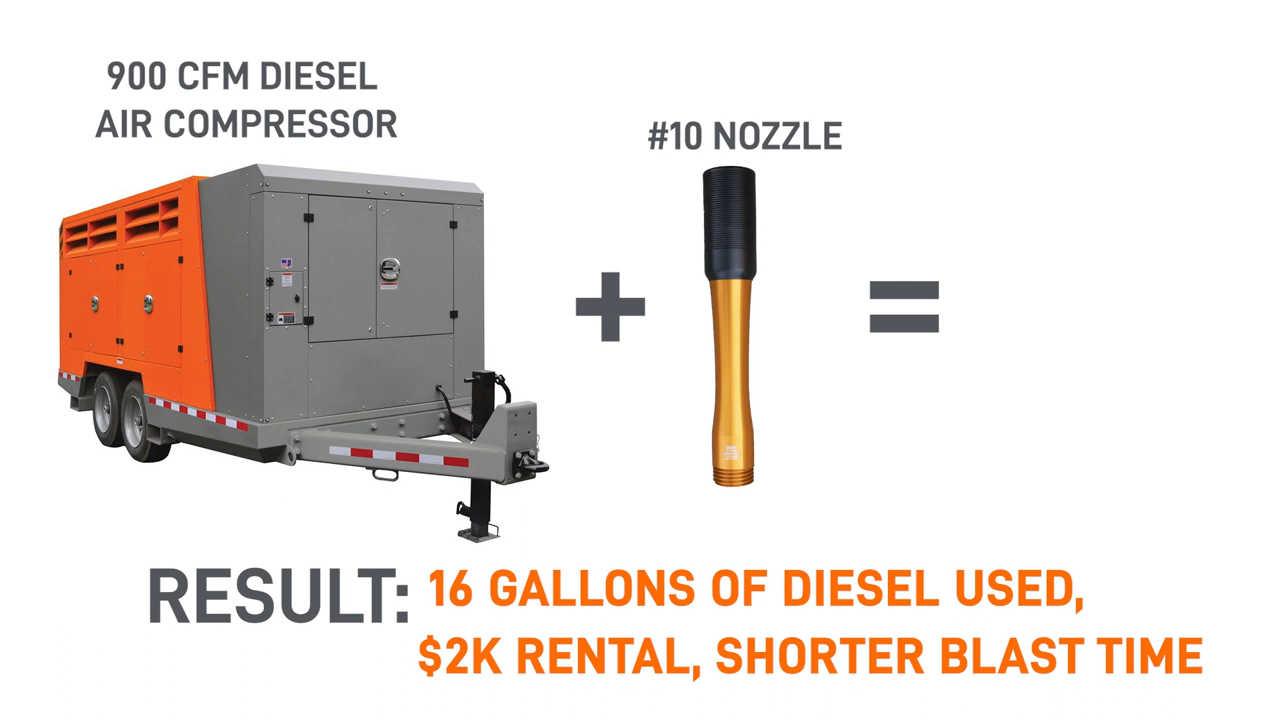 900 CFM DIESEL
AIR COMPRESSOR
#10 NOZZLE
+
=
RESULT: 16 GALLONS OF DIESEL USED,
$2K RENTAL, SHORTER BLAST TIME